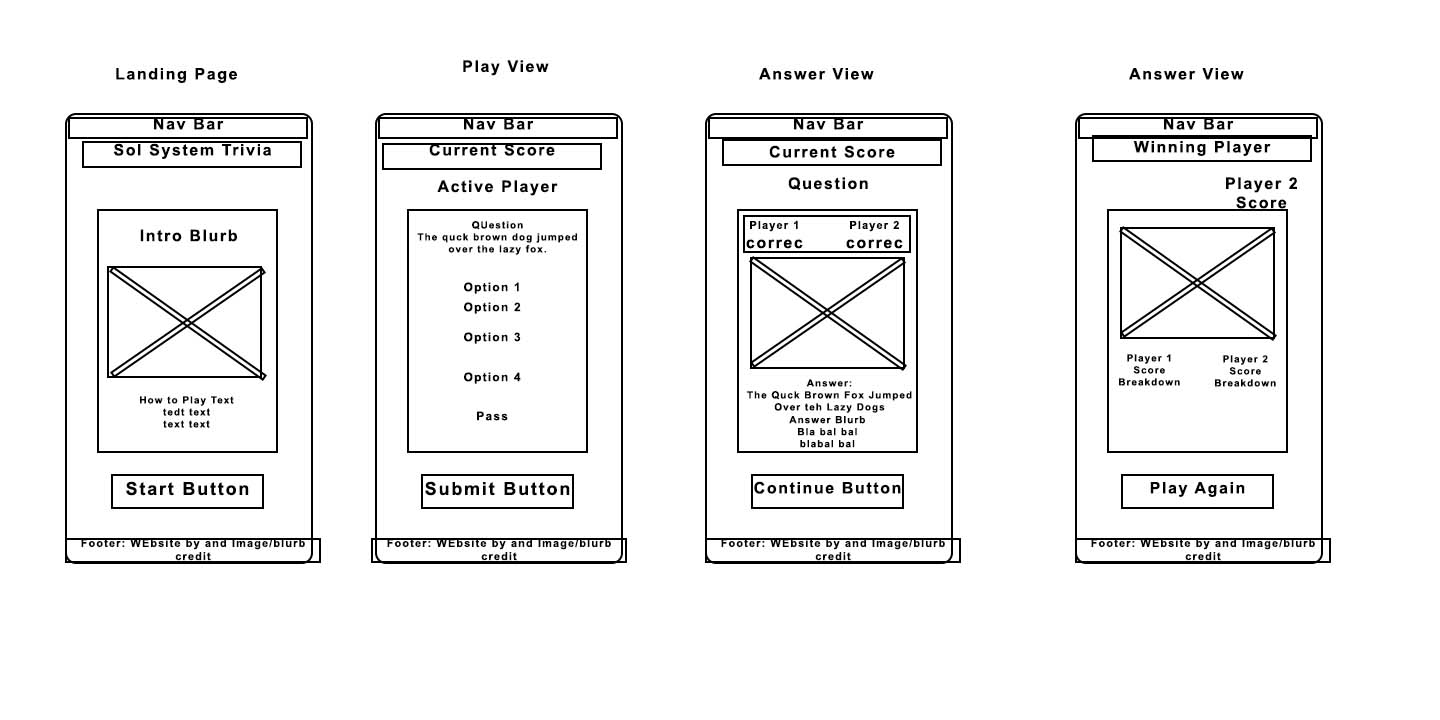 Landing Page
Nav Bar
Sol System Trivia
Intro Blurb
How to Play Text
tedt text
text text
Start Button
Footer: WEbsite by and Image/blurb
credit
Play View
Nav Bar
Current Score
Active Player
QUestion
The quck brown dog jumped
over the lazy fox.
Option 1
Option 2
Option 3
Option 4
Pass
Submit Button
Footer: WEbsite by and Image/blurb
credit
Answer View
Nav Bar
Current Score
Question
Player 1 Player 2
correc correc
Answer:
The Quck Brown Fox Jumped
Over teh Lazy Dogs
Answer Blurb
Bla bal bal
blabal bal
Continue Button
Footer: WEbsite by and Image/blurb
credit
Answer View
Nav Bar
Winning Player
Player 2
Score
Player 1 Player 2
Score Score
Breakdown Breakdown
Play Again
Footer: WEbsite by and Image/blurb
credit